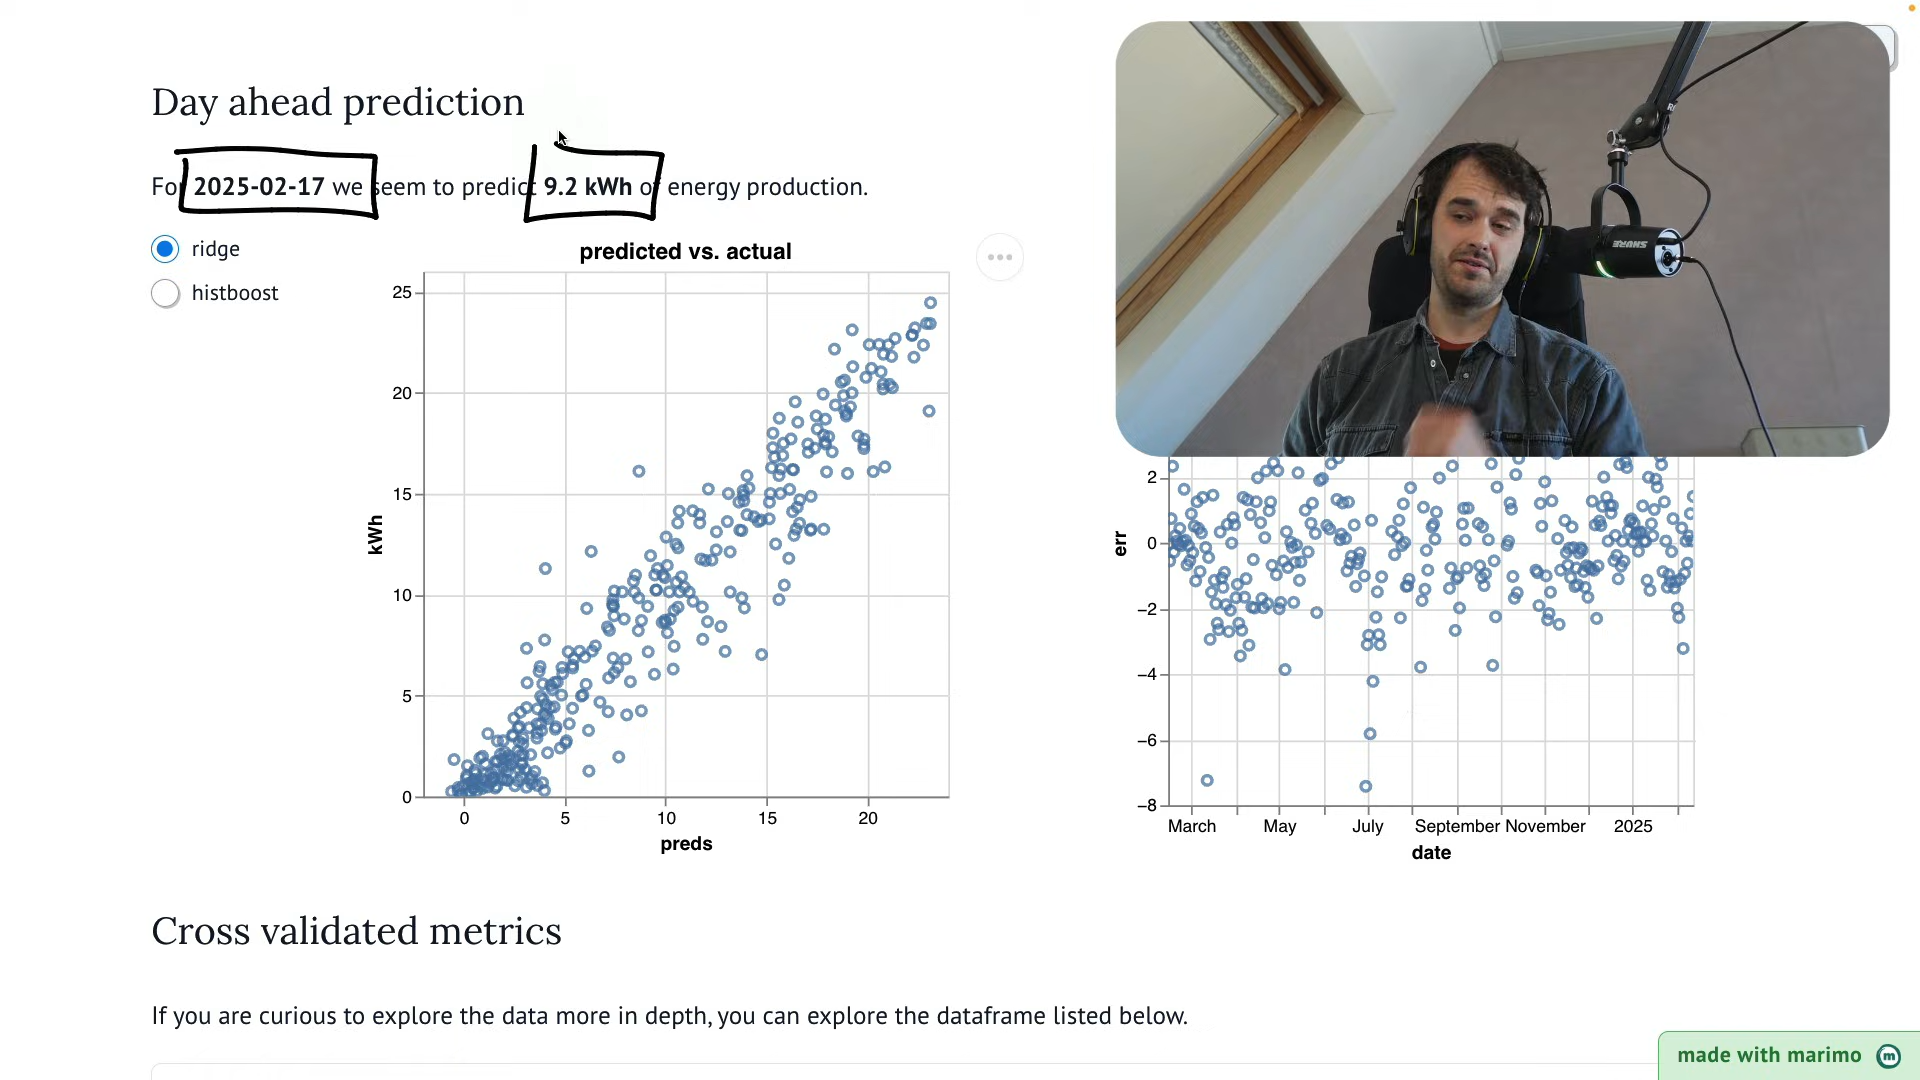 Day ahead prediction
For 2025-02-17 we seem to predict 9.2 kWh of energy production.
ridge
histboost
predicted vs. actual
25
20
15
10
5
0
kWh
0 5 10 15 20
preds
SHURE
2
0
−2
−4
−6
−8
err
March May July September November 2025
date
Cross validated metrics
If you are curious to explore the data more in depth, you can explore the dataframe listed below.
made with marimo m